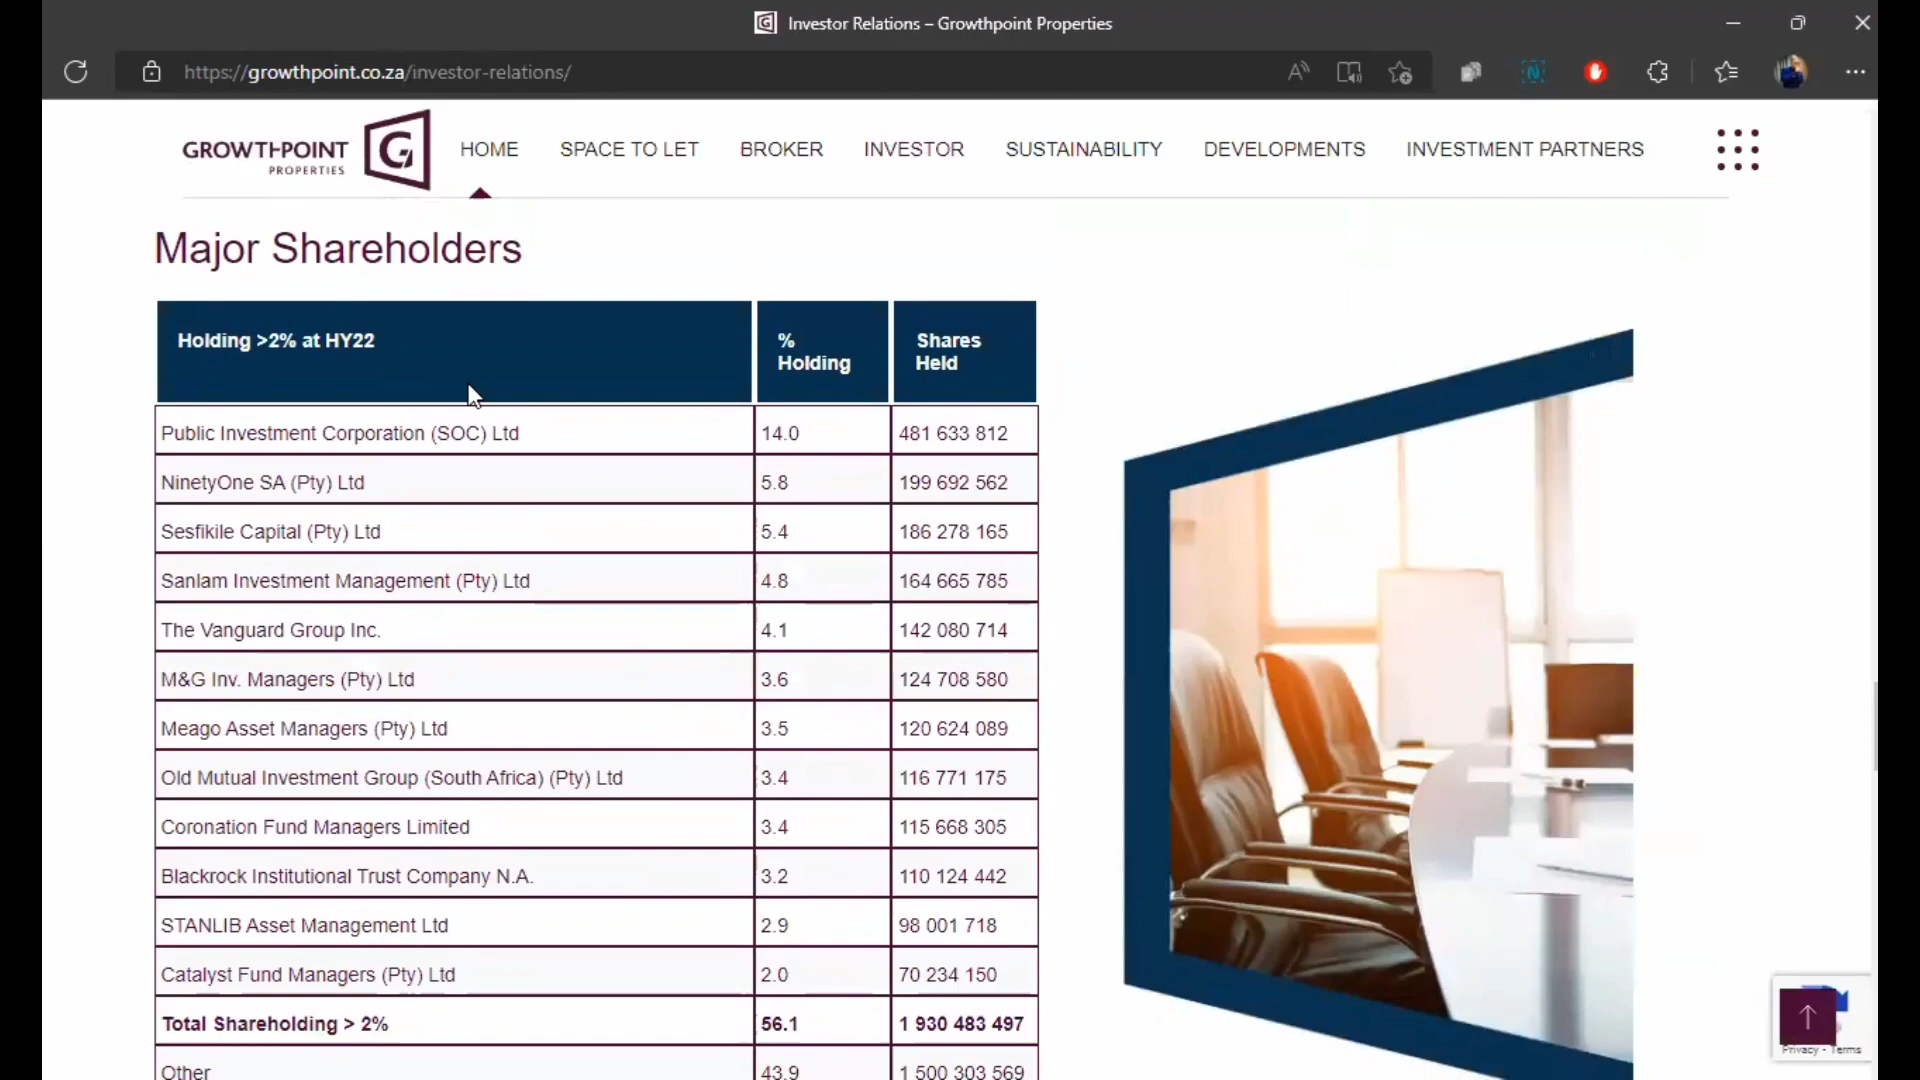 Investor Relations – Growthpoint Properties
https://growthpoint.co.za/investor-relations/
GROWTHPOINT
PROPERTIES
HOME
SPACE TO LET
BROKER
INVESTOR
SUSTAINABILITY
DEVELOPMENTS
INVESTMENT PARTNERS
Major Shareholders
Holding >2% at HY22 % Holding Shares Held
Public Investment Corporation (SOC) Ltd 14.0 481 633 812
NinetyOne SA (Pty) Ltd 5.8 199 692 562
Sesfikile Capital (Pty) Ltd 5.4 186 278 165
Sanlam Investment Management (Pty) Ltd 4.8 164 665 785
The Vanguard Group Inc. 4.1 142 080 714
M&G Inv. Managers (Pty) Ltd 3.6 124 708 580
Meago Asset Managers (Pty) Ltd 3.5 120 624 089
Old Mutual Investment Group (South Africa) (Pty) Ltd 3.4 116 771 175
Coronation Fund Managers Limited 3.4 115 668 305
Blackrock Institutional Trust Company N.A. 3.2 110 124 442
STANLIB Asset Management Ltd 2.9 98 001 718
Catalyst Fund Managers (Pty) Ltd 2.0 70 234 150
Total Shareholding > 2% 56.1 1 930 483 497
Other 43.9 1 500 303 569
Privacy - Terms